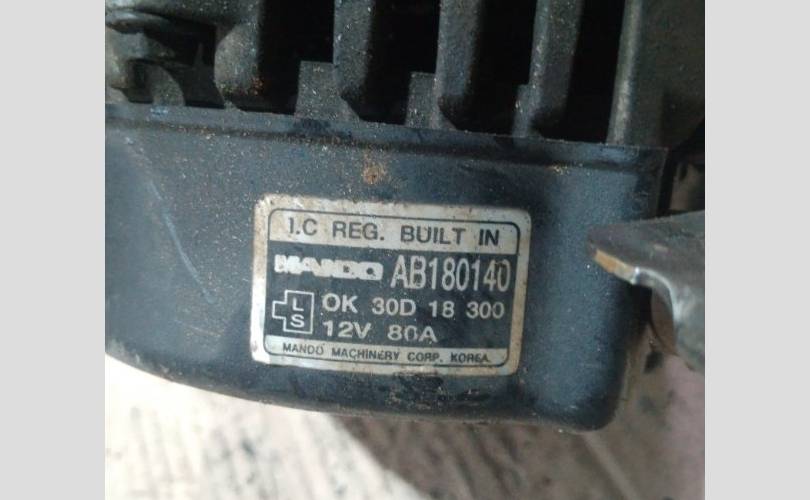 I.C REG. BUILT IN
MANDO AB180140
L OK 30D 18 300
S 12V 80A
MANDO MACHINERY CORP. KOREA.